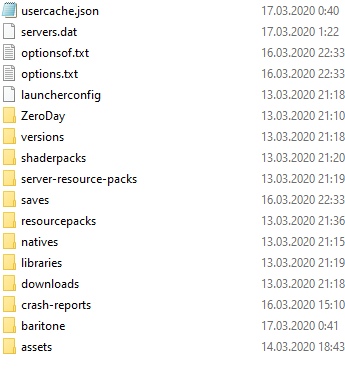 usercache.json 17.03.2020 0:40
servers.dat 17.03.2020 1:22
optionsof.txt 16.03.2020 22:33
options.txt 16.03.2020 22:33
launcherconfig 13.03.2020 21:18
ZeroDay 13.03.2020 21:10
versions 13.03.2020 21:18
shaderpacks 13.03.2020 21:20
server-resource-packs 13.03.2020 21:19
saves 16.03.2020 22:33
resourcepacks 13.03.2020 21:36
natives 13.03.2020 21:15
libraries 13.03.2020 21:19
downloads 13.03.2020 21:18
crash-reports 16.03.2020 15:10
baritone 17.03.2020 0:41
assets 14.03.2020 18:43